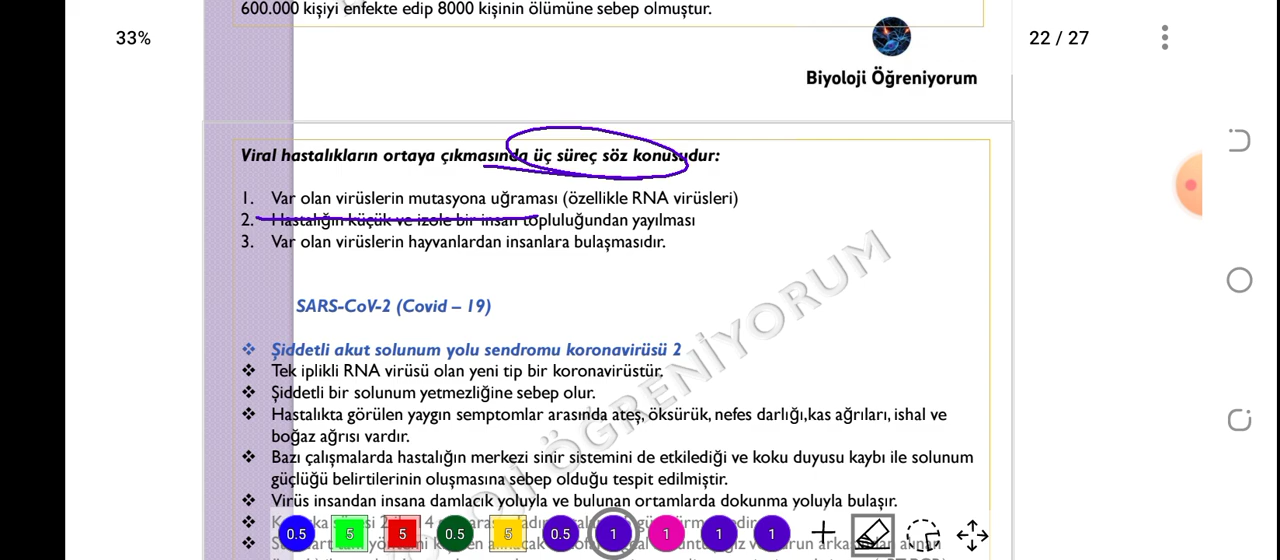 600.000 kişiyi enfekte edip 8000 kişinin ölümüne sebep olmuştur.
33%
22 / 27
Biyoloji Öğreniyorum
Viral hastalıkların ortaya çıkmasında üç süreç söz konusudur:
1. Var olan virüslerin mutasyona uğraması (özellikle RNA virüsleri)
2. Hastalığın küçük ve izole bir insan topluluğundan yayılması
3. Var olan virüslerin hayvanlardan insanlara bulaşmasıdır.
SARS-CoV-2 (Covid – 19)
❖ Şiddetli akut solunum yolu sendromu koronavirüsü 2
❖ Tek iplikli RNA virüsü olan yeni tip bir koronavirüstür.
❖ Şiddetli bir solunum yetmezliğine sebep olur.
❖ Hastalıkta görülen yaygın semptomlar arasında ateş, öksürük, nefes darlığı,kas ağrıları, ishal ve
boğaz ağrısı vardır.
❖ Bazı çalışmalarda hastalığın merkezi sinir sistemini de etkilediği ve koku duyusu kaybı ile solunum
güçlüğü belirtilerinin oluşmasına sebep olduğu tespit edilmiştir.
❖ Virüs insandan insana damlacık yoluyla ve bulunan ortamlarda dokunma yoluyla bulaşır.
0.5 5 5 0.5 5 0.5 1 1 1 1
ÖĞRENİYORUM